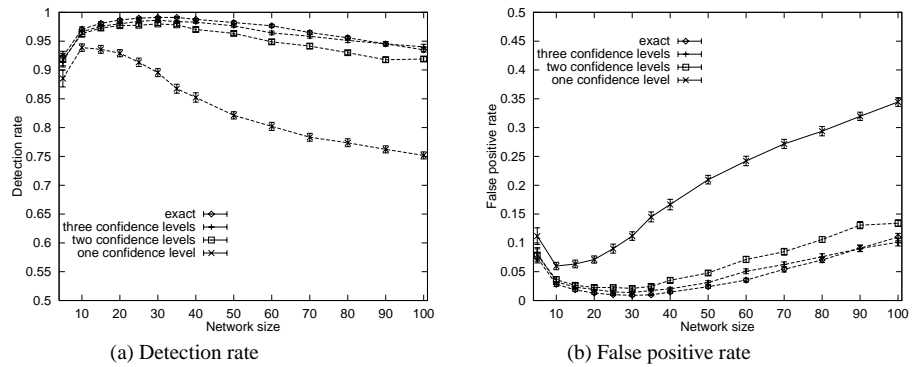 1
0.95
0.9
0.85
0.8
0.75
0.7
0.65
0.6
0.55
0.5
Detection rate
exact
three confidence levels
two confidence levels
one confidence level
10 20 30 40 50 60 70 80 90 100
Network size
(a) Detection rate
0.5
0.45
0.4
0.35
0.3
0.25
0.2
0.15
0.1
0.05
0
False positive rate
exact
three confidence levels
two confidence levels
one confidence level
10 20 30 40 50 60 70 80 90 100
Network size
(b) False positive rate